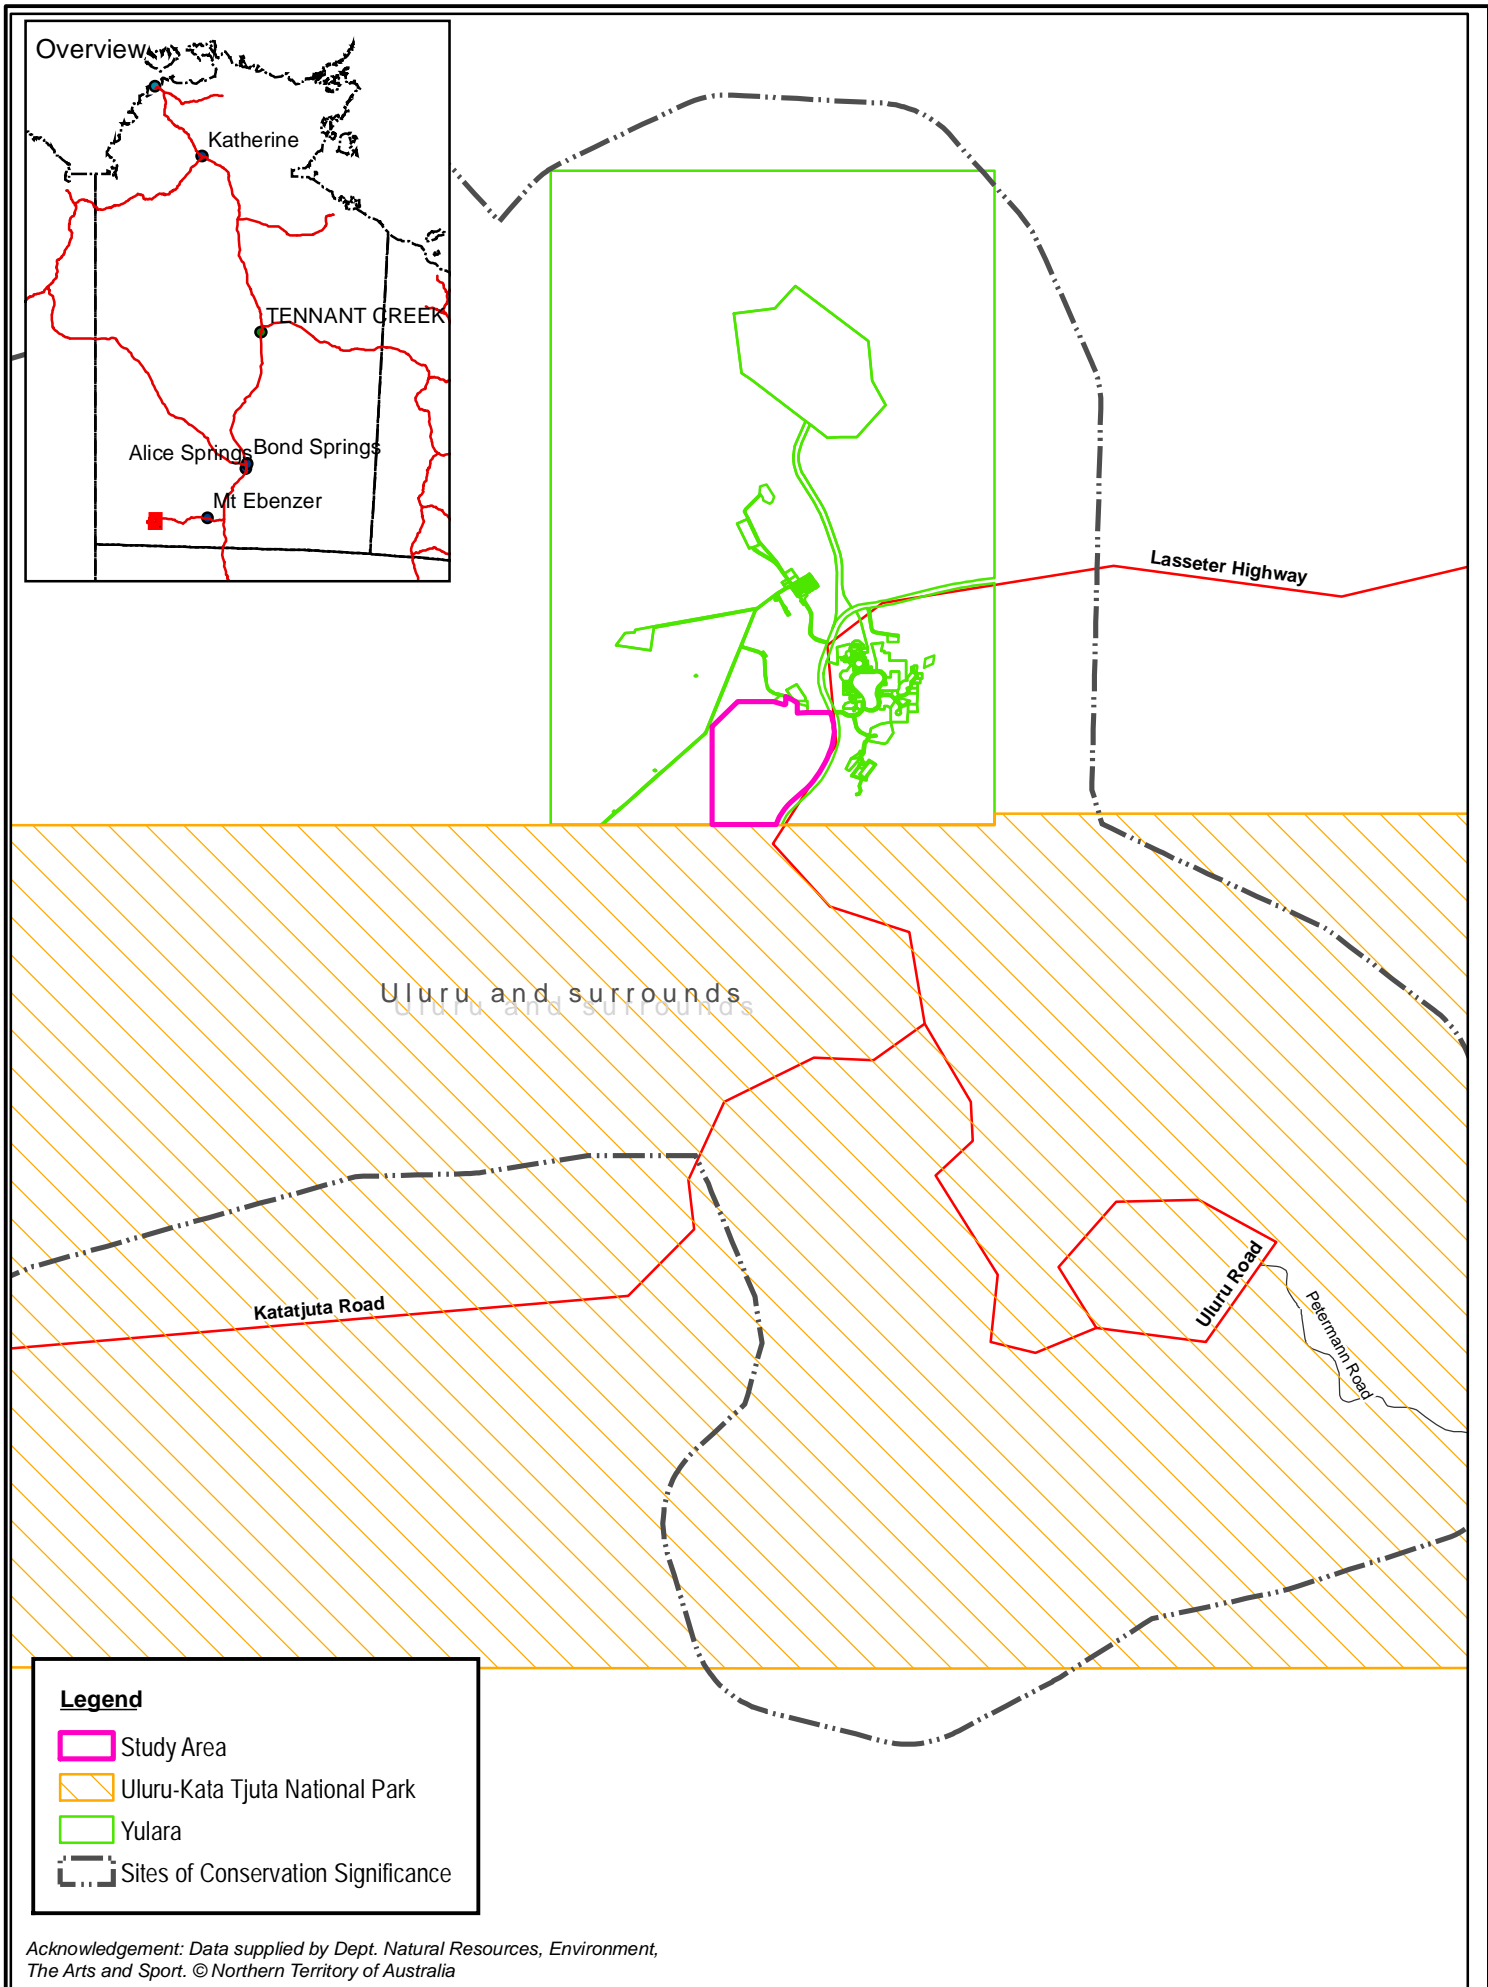 Overview
Katherine
TENNANT CREEK
Alice Springs
Bond Springs
Mt Ebenzer
Lasseter Highway
Uluru and surrounds
Katatjuta Road
Uluru Road
Petermann Road
Legend
Study Area
Uluru-Kata Tjuta National Park
Yulara
Sites of Conservation Significance
Acknowledgement: Data supplied by Dept. Natural Resources, Environment,
The Arts and Sport. © Northern Territory of Australia